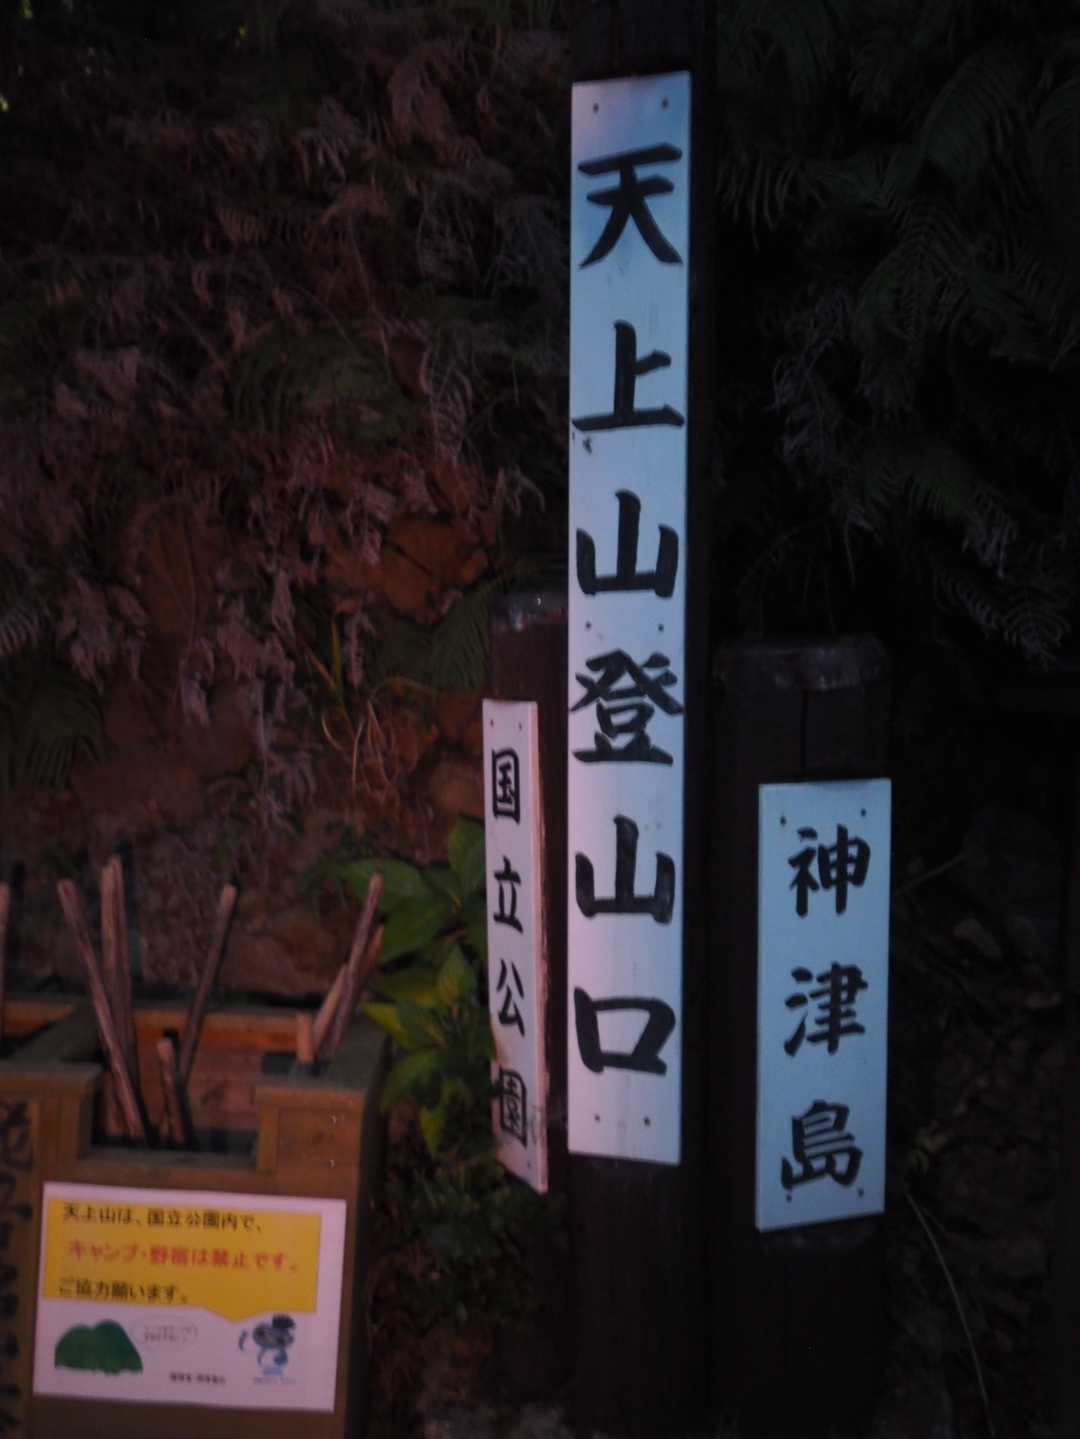 天上山登山口
国立公園
神津島
天上山は、国立公園内で、
キャンプ・野宿は禁止です。
ご協力願います。